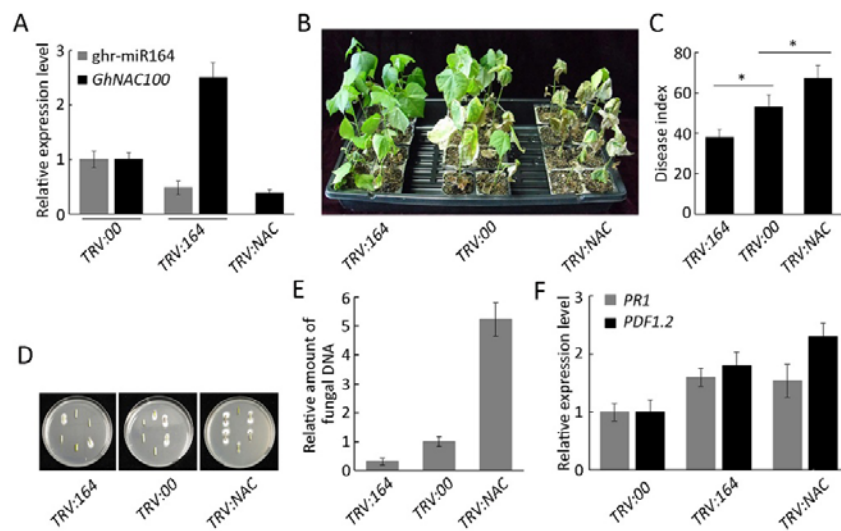 A
ghr-miR164
GhNAC100
Relative expression level
3
2
1
0
TRV:00
TRV:164
TRV:NAC
B
TRV:164
TRV:00
TRV:NAC
C
Disease index
80
60
40
20
0
*
*
TRV:164
TRV:00
TRV:NAC
D
TRV:164
TRV:00
TRV:NAC
E
Relative amount of
fungal DNA
6
5
4
3
2
1
0
TRV:164
TRV:00
TRV:NAC
F
PR1
PDF1.2
Relative expression level
3
2
1
0
TRV:00
TRV:164
TRV:NAC